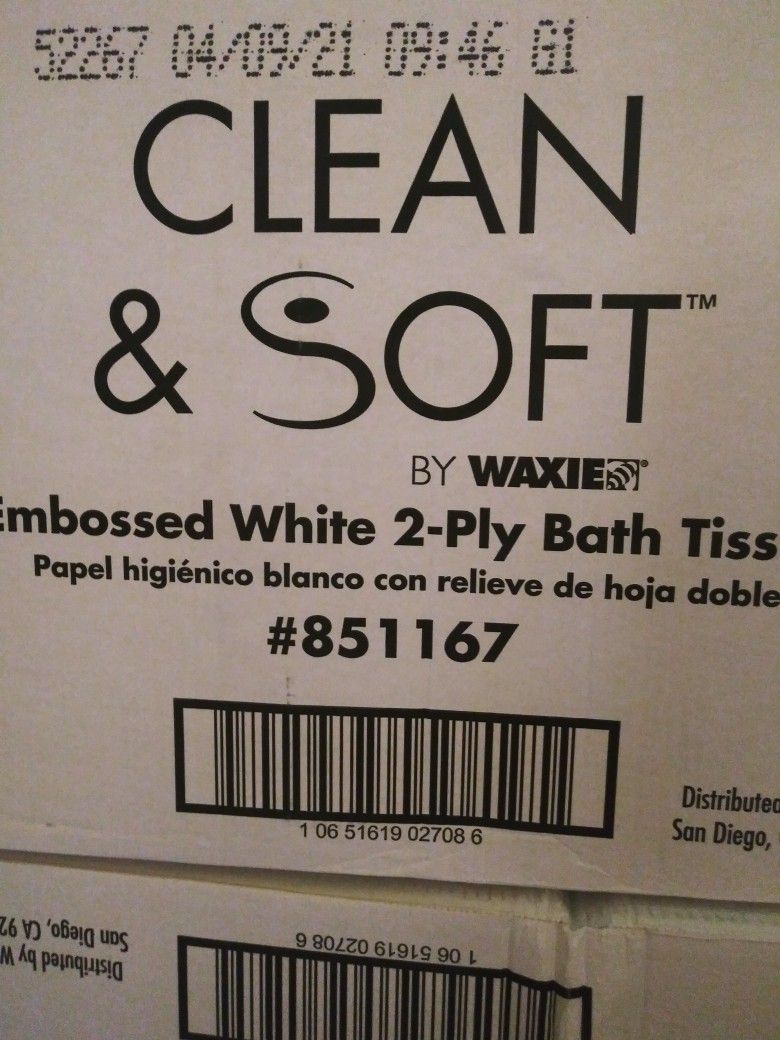 52267 04/09/21 09:46 G1
CLEAN
& SOFT™
BY WAXIE®
Embossed White 2-Ply Bath Tiss
Papel higiénico blanco con relieve de hoja doble
#851167
1 06 51619 02708 6
Distributed
San Diego,
1 06 51619 02708 6
Distributed by W
San Diego, CA 92